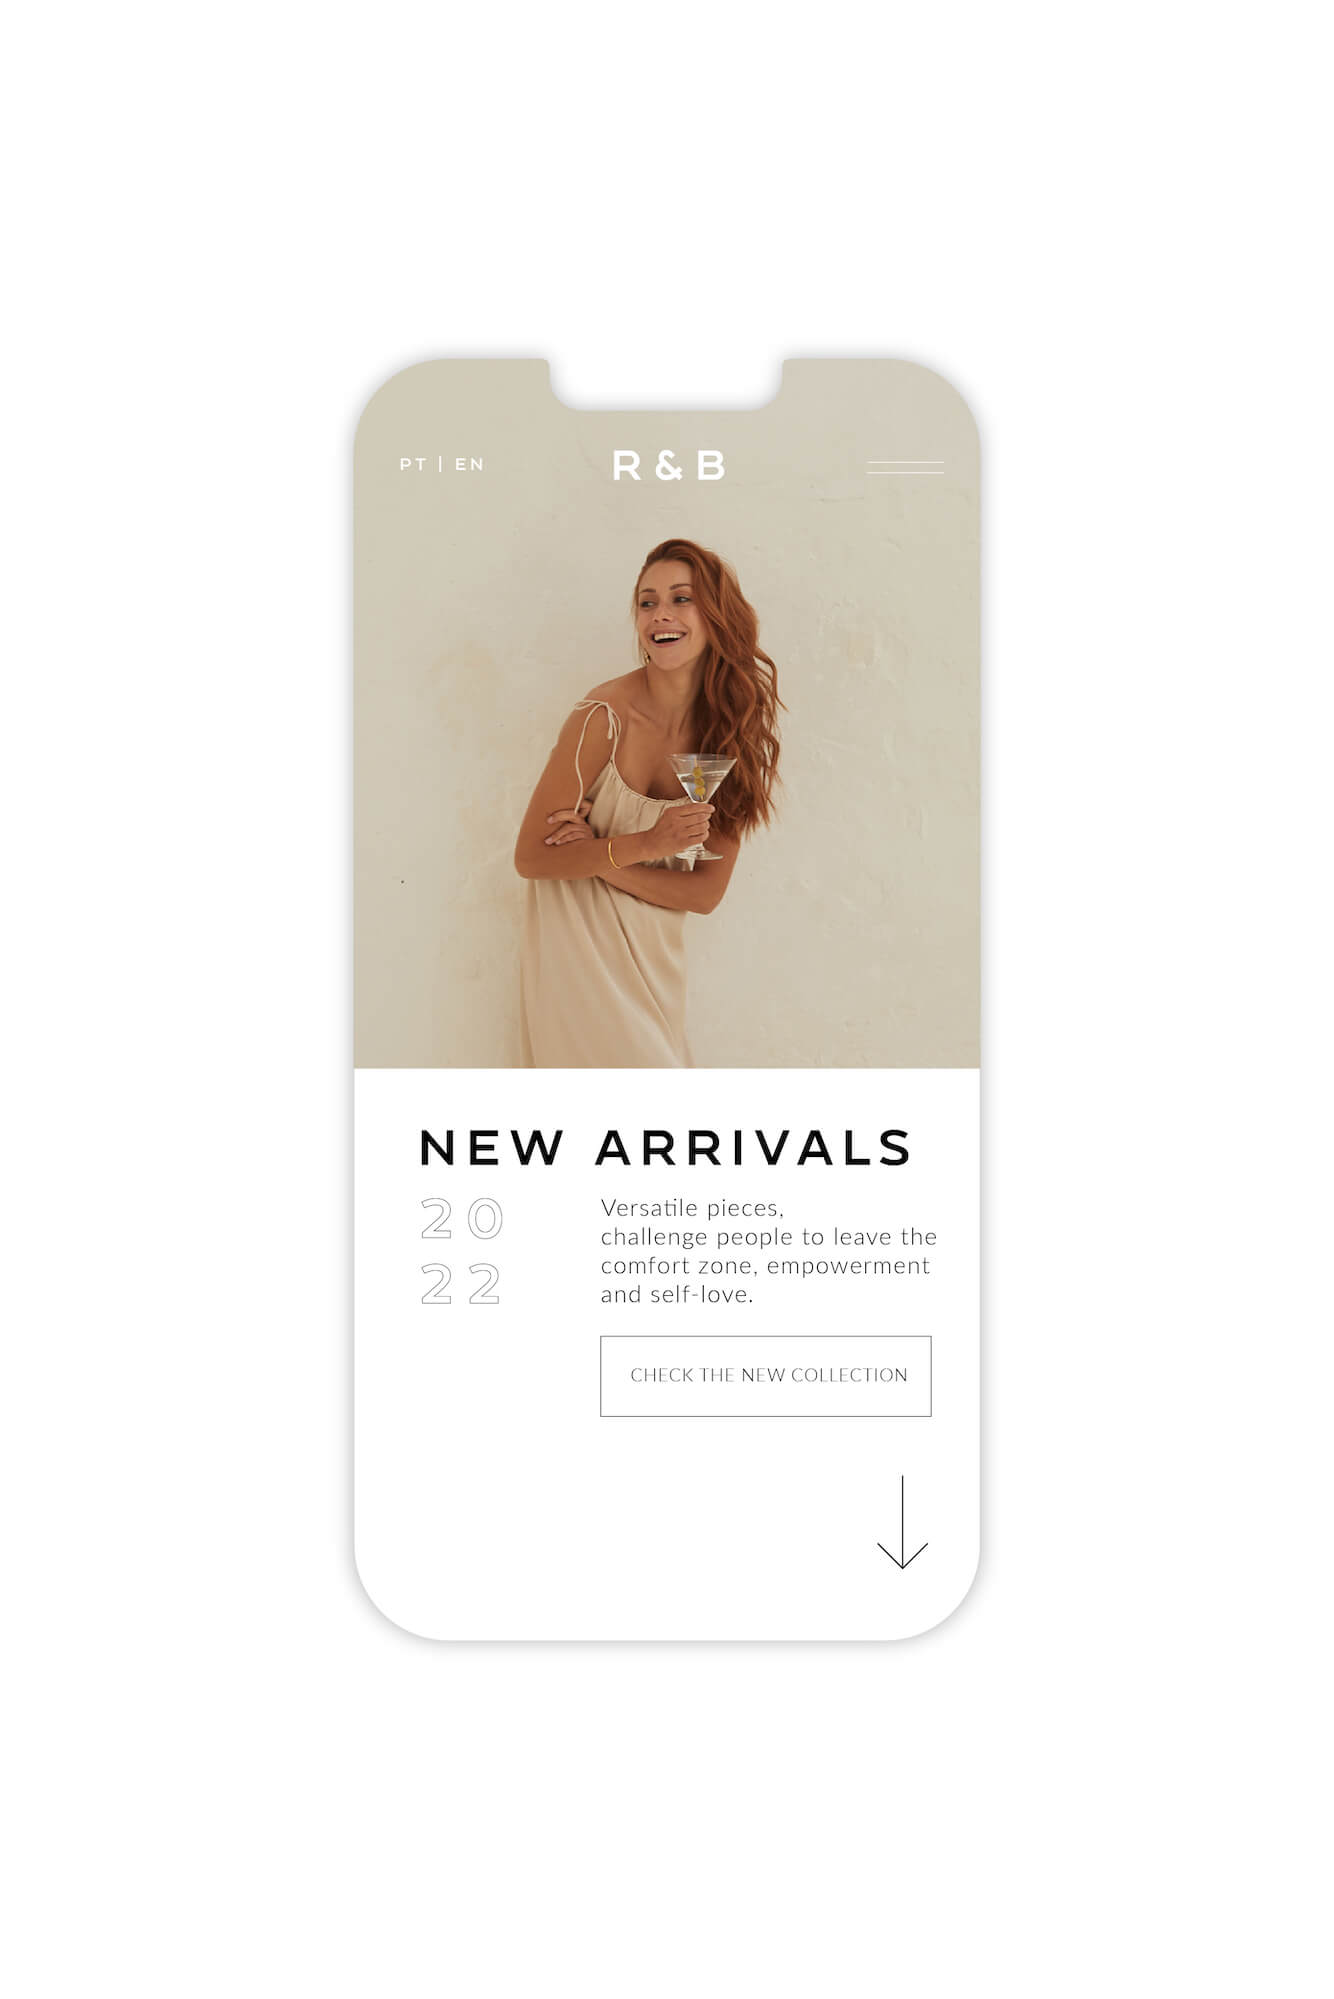 PT | EN
R & B
NEW ARRIVALS
20
22
Versatile pieces,
challenge people to leave the
comfort zone, empowerment
and self-love.
CHECK THE NEW COLLECTION